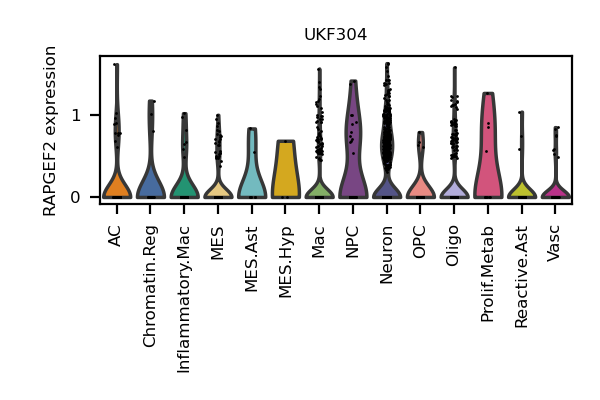 UKF304
RAPGEF2 expression
1
0
AC
Chromatin.Reg
Inflammatory.Mac
MES
MES.Ast
MES.Hyp
Mac
NPC
Neuron
OPC
Oligo
Prolif.Metab
Reactive.Ast
Vasc